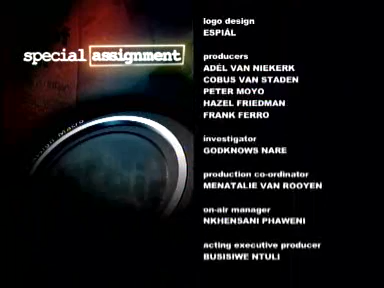 special assignment
logo design
ESPIÁL
producers
ADÉL VAN NIEKERK
COBUS VAN STADEN
PETER MOYO
HAZEL FRIEDMAN
FRANK FERRO
investigator
GODKNOWS NARE
production co-ordinator
MENATALIE VAN ROOYEN
on-air manager
NKHENSANI PHAWENI
acting executive producer
BUSISIWE NTULI